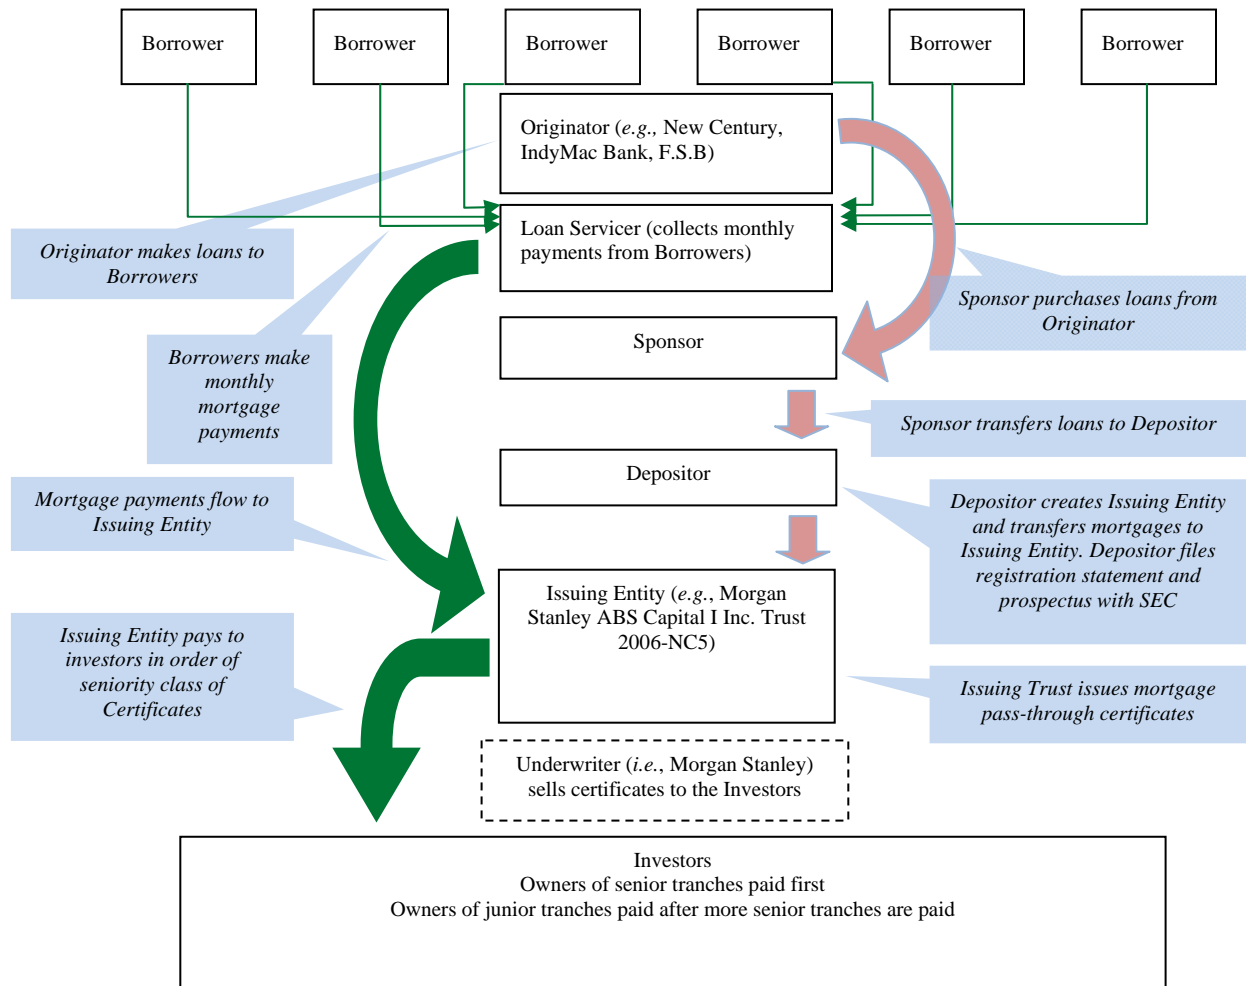 Borrower
Borrower
Borrower
Borrower
Borrower
Borrower
Originator (e.g., New Century,
IndyMac Bank, F.S.B)
Loan Servicer (collects monthly
payments from Borrowers)
Originator makes loans to
Borrowers
Sponsor purchases loans from
Originator
Sponsor
Borrowers make
monthly
mortgage
payments
Sponsor transfers loans to Depositor
Depositor
Mortgage payments flow to
Issuing Entity
Depositor creates Issuing Entity
and transfers mortgages to
Issuing Entity. Depositor files
registration statement and
prospectus with SEC
Issuing Entity (e.g., Morgan
Stanley ABS Capital I Inc. Trust
2006-NC5)
Issuing Entity pays to
investors in order of
seniority class of
Certificates
Issuing Trust issues mortgage
pass-through certificates
Underwriter (i.e., Morgan Stanley)
sells certificates to the Investors
Investors
Owners of senior tranches paid first
Owners of junior tranches paid after more senior tranches are paid